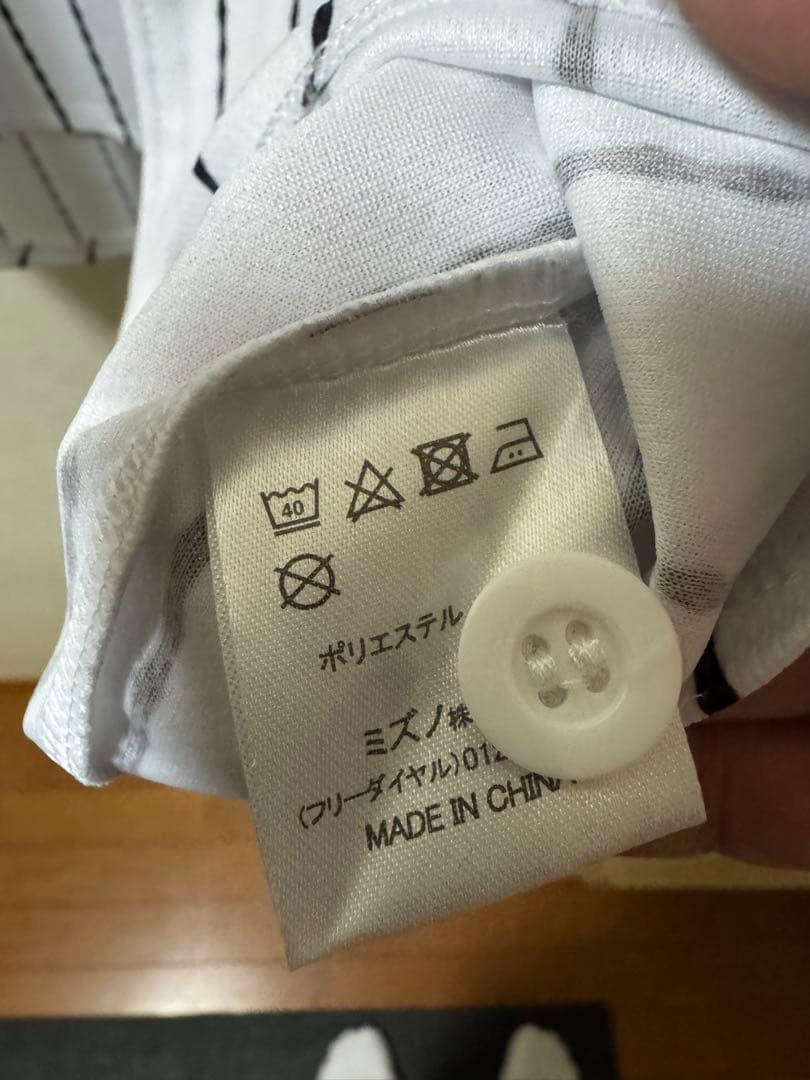 40
ポリエステル
ミズノ株
(フリーダイヤル)012
MADE IN CHINA